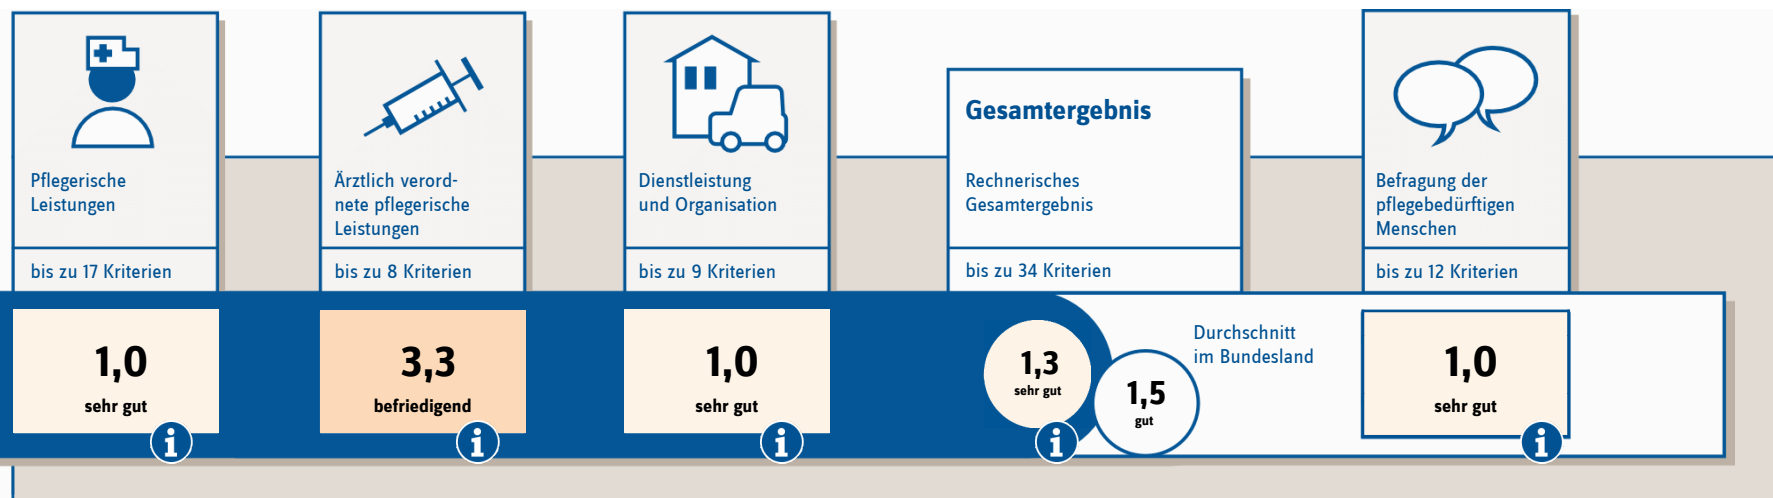 Pflegerische
Leistungen
bis zu 17 Kriterien
1,0
sehr gut
i
Ärztlich verord-
nete pflegerische
Leistungen
bis zu 8 Kriterien
3,3
befriedigend
i
Dienstleistung
und Organisation
bis zu 9 Kriterien
1,0
sehr gut
i
Gesamtergebnis
Rechnerisches
Gesamtergebnis
bis zu 34 Kriterien
1,3
sehr gut
i
1,5
gut
Durchschnitt
im Bundesland
Befragung der
pflegebedürftigen
Menschen
bis zu 12 Kriterien
1,0
sehr gut
i